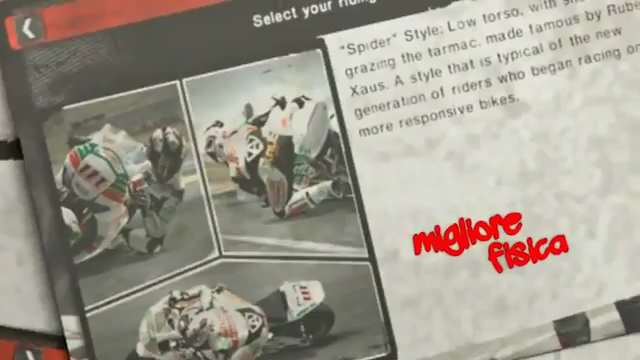 Select your riding
"Spider" Style: Low torso, with
grazing the tarmac, made famous by Rube
Xaus. A style that is typical of the new
generation of riders who began racing on
more responsive bikes.
migliore
fisica